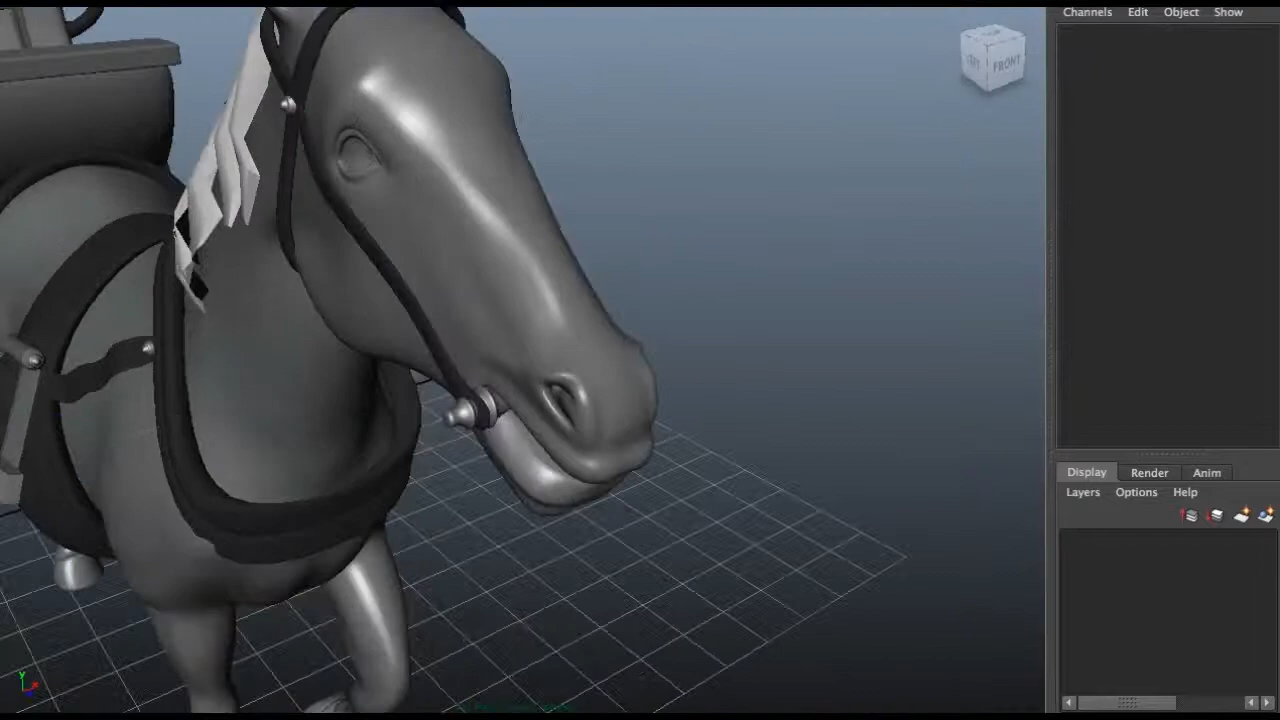 Channels Edit Object Show
FRONT
Display Render Anim
Layers Options Help
Y